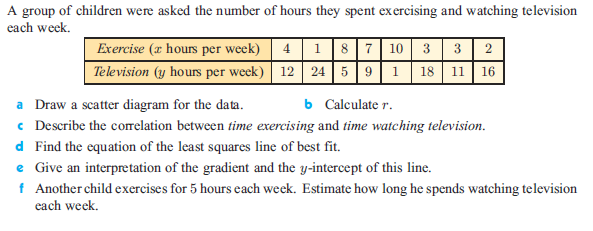 A group of children were asked the number of hours they spent exercising and watching television
each week.
Exercise (x hours per week) 4 1 8 7 10 3 3 2
Television (y hours per week) 12 24 5 9 1 18 11 16
a Draw a scatter diagram for the data. b Calculate r.
c Describe the correlation between time exercising and time watching television.
d Find the equation of the least squares line of best fit.
e Give an interpretation of the gradient and the y-intercept of this line.
f Another child exercises for 5 hours each week. Estimate how long he spends watching television
each week.